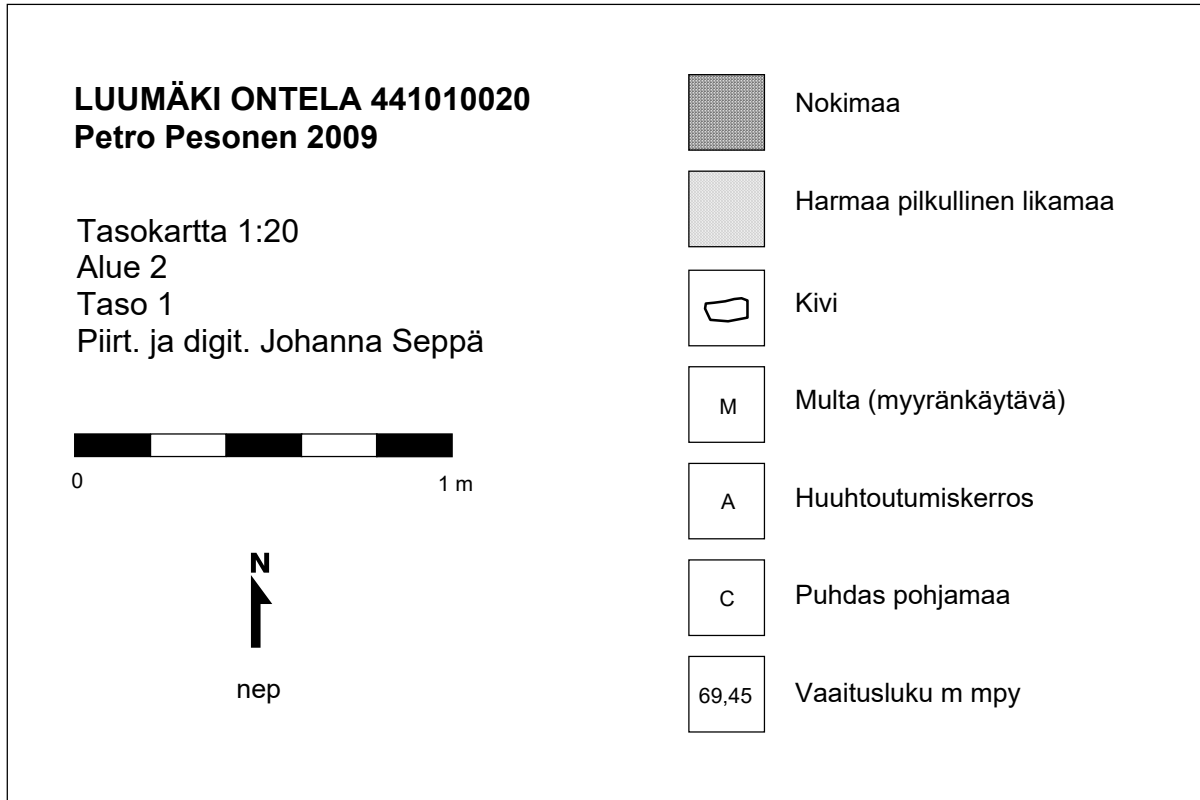 LUUMÄKI ONTELA 441010020
Petro Pesonen 2009
Tasokartta 1:20
Alue 2
Taso 1
Piirt. ja digit. Johanna Seppä
0 1 m
N
nep
Nokimaa
Harmaa pilkullinen likamaa
Kivi
M Multa (myyränkäytävä)
A Huuhtoutumiskerros
C Puhdas pohjamaa
69,45 Vaaitusluku m mpy